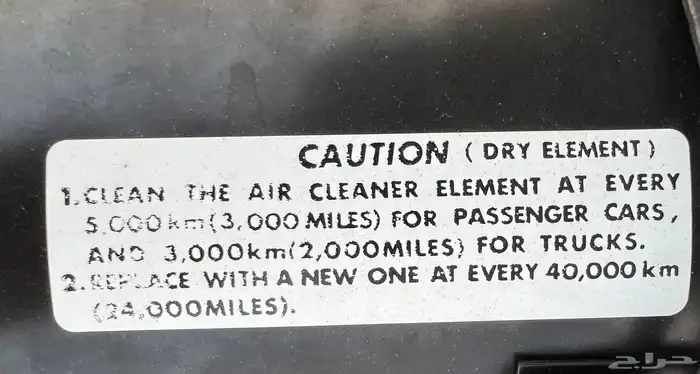 CAUTION ( DRY ELEMENT )
1. CLEAN THE AIR CLEANER ELEMENT AT EVERY
5,000km(3,000 MILES) FOR PASSENGER CARS,
AND 3,000km(2,000MILES) FOR TRUCKS.
2. REPLACE WITH A NEW ONE AT EVERY 40,000 km
(24,000MILES).
حراج